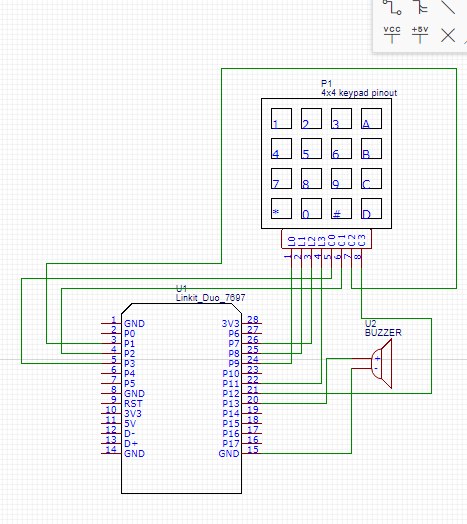 VCC +5V
P1
4x4 keypad pinout
1 2 3 A
4 5 6 B
7 8 9 C
* 0 # D
L0 L1 L2 L3 C0 C1 C2 C3
1 2 3 4 5 6 7 8
U1
Linkit_Duo_7697
1 GND 3V3 28
2 P0 P6 27
3 P1 P7 26
4 P2 P8 25
5 P3 P9 24
6 P4 P10 23
7 P5 P11 22
8 GND P12 21
9 RST P13 20
10 3V3 P14 19
11 5V P15 18
12 D- P16 17
13 D+ P17 16
14 GND GND 15
U2
BUZZER
+
-